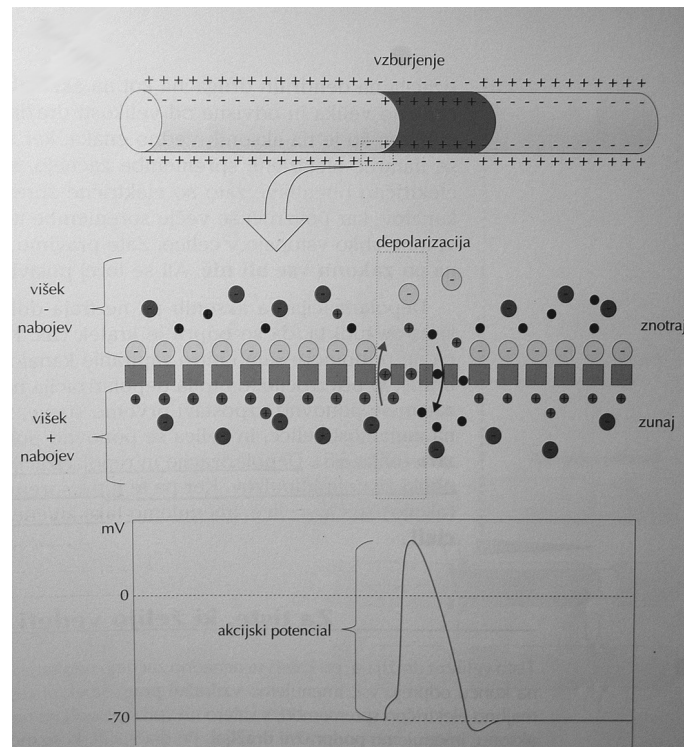 vzburjenje
depolarizacija
višek
-
nabojev
znotraj
višek
+
nabojev
zunaj
mV
0
akcijski potencial
-70